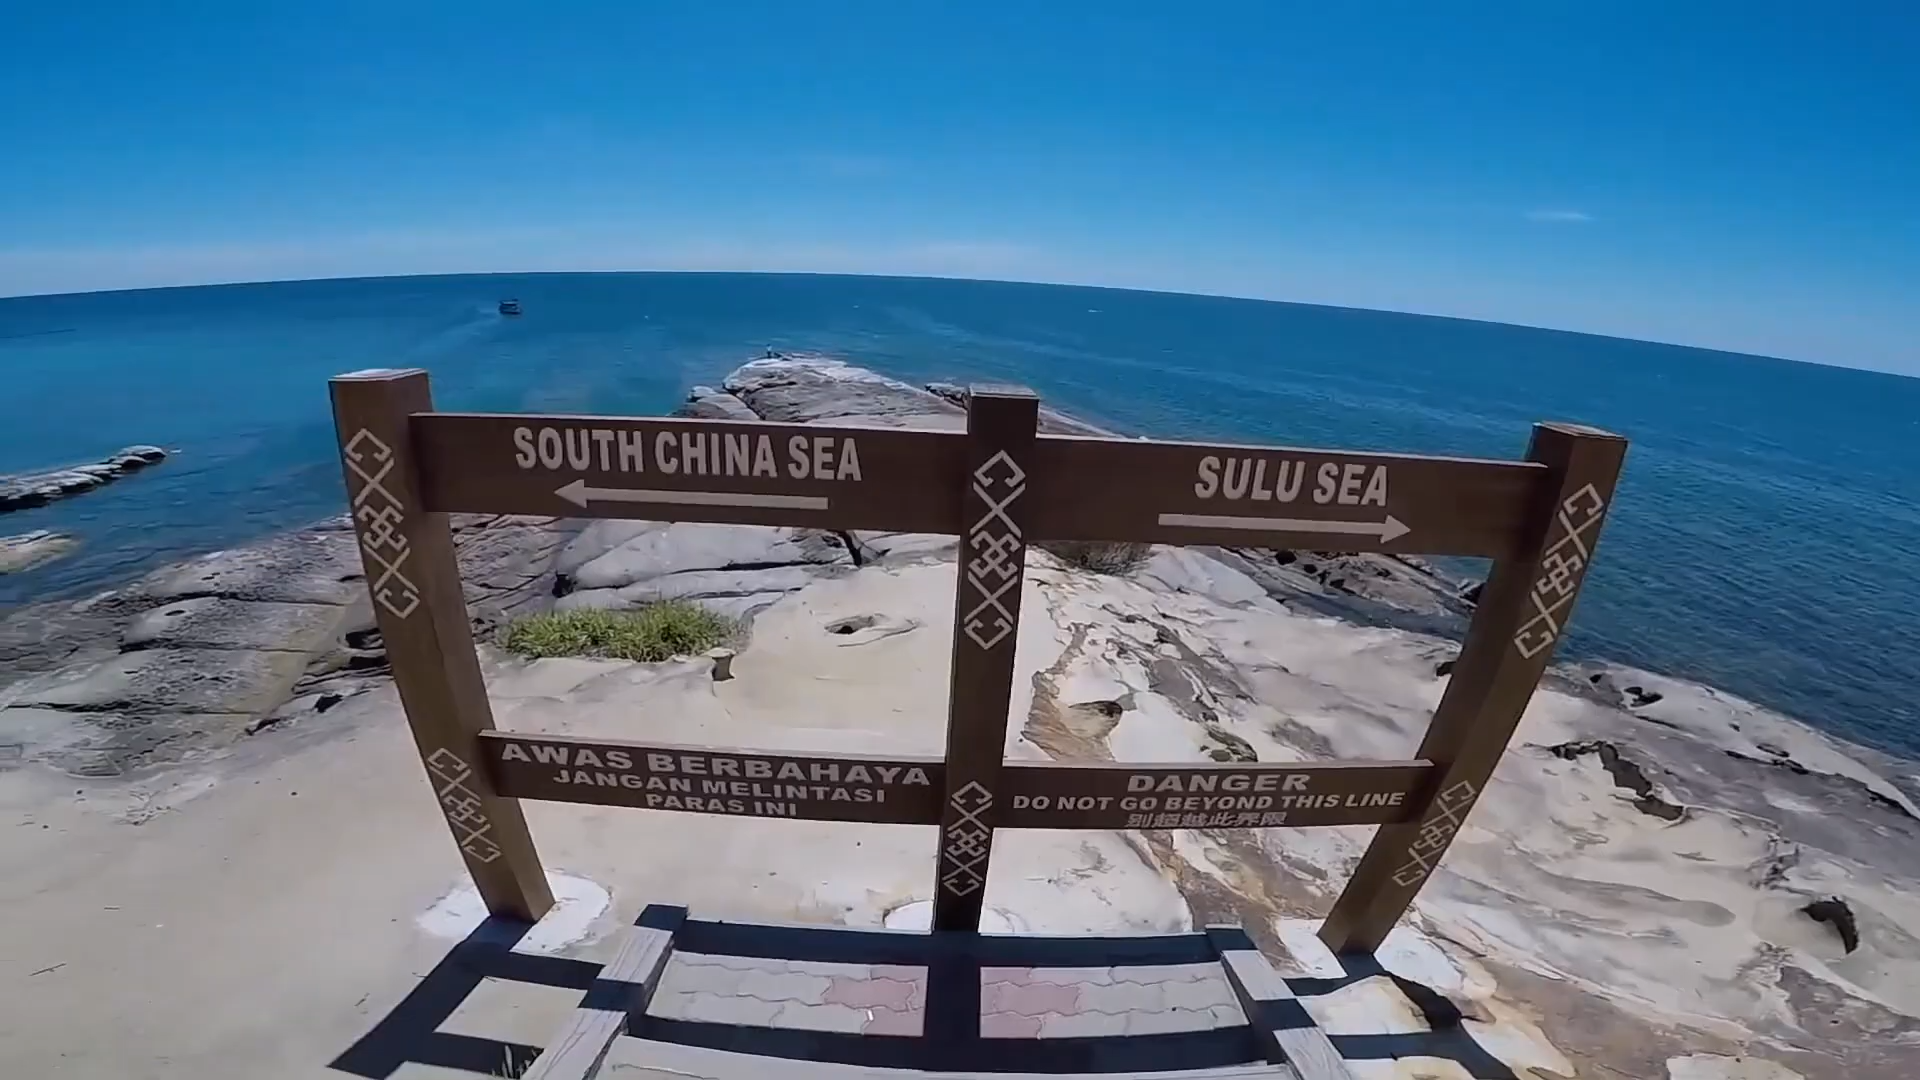 SOUTH CHINA SEA
SULU SEA
AWAS BERBAHAYA
JANGAN MELINTASI
PARAS INI
DANGER
DO NOT GO BEYOND THIS LINE
别超越此界限